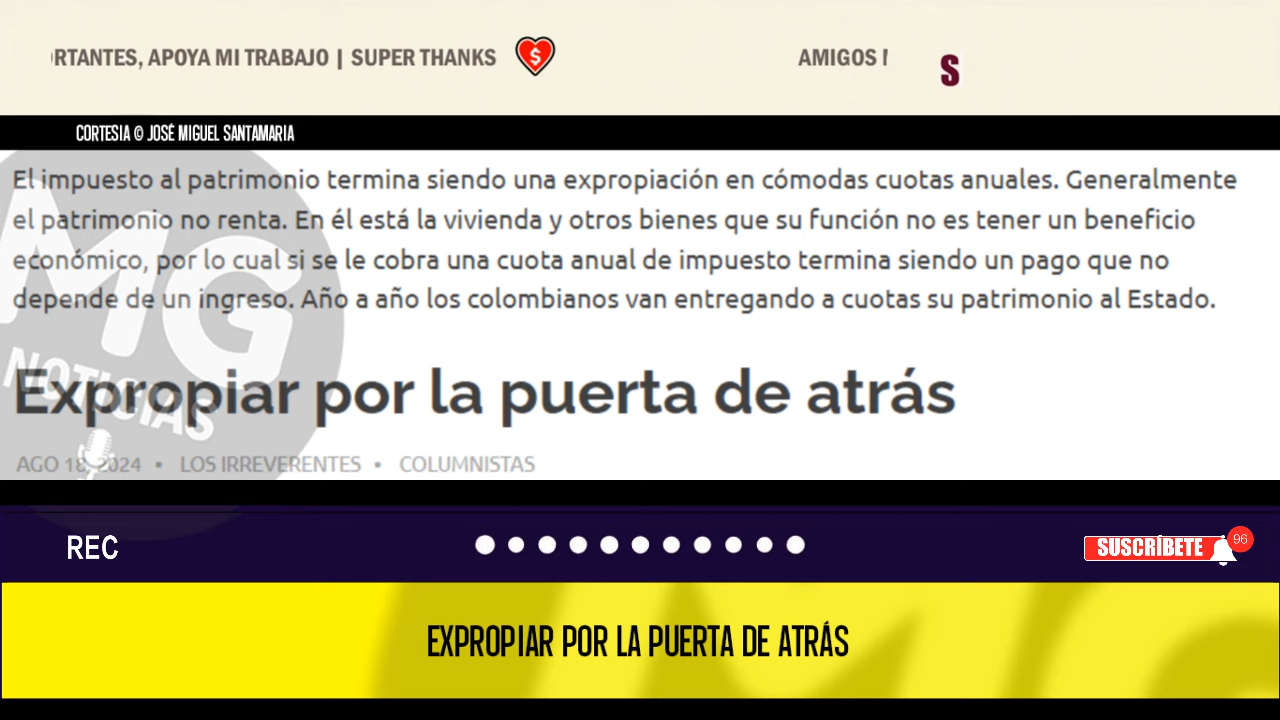 RTANTES, APOYA MI TRABAJO | SUPER THANKS
$
AMIGOS
S
CORTESIA © JOSÉ MIGUEL SANTAMARIA
El impuesto al patrimonio termina siendo una expropiación en cómodas cuotas anuales. Generalmente
el patrimonio no renta. En él está la vivienda y otros bienes que su función no es tener un beneficio
económico, por lo cual si se le cobra una cuota anual de impuesto termina siendo un pago que no
depende de un ingreso. Año a año los colombianos van entregando a cuotas su patrimonio al Estado.
MG
NOTICIAS
Expropiar por la puerta de atrás
AGO 18, 2024 • LOS IRREVERENTES • COLUMNISTAS
REC
SUSCRÍBETE
96
EXPROPIAR POR LA PUERTA DE ATRÁS